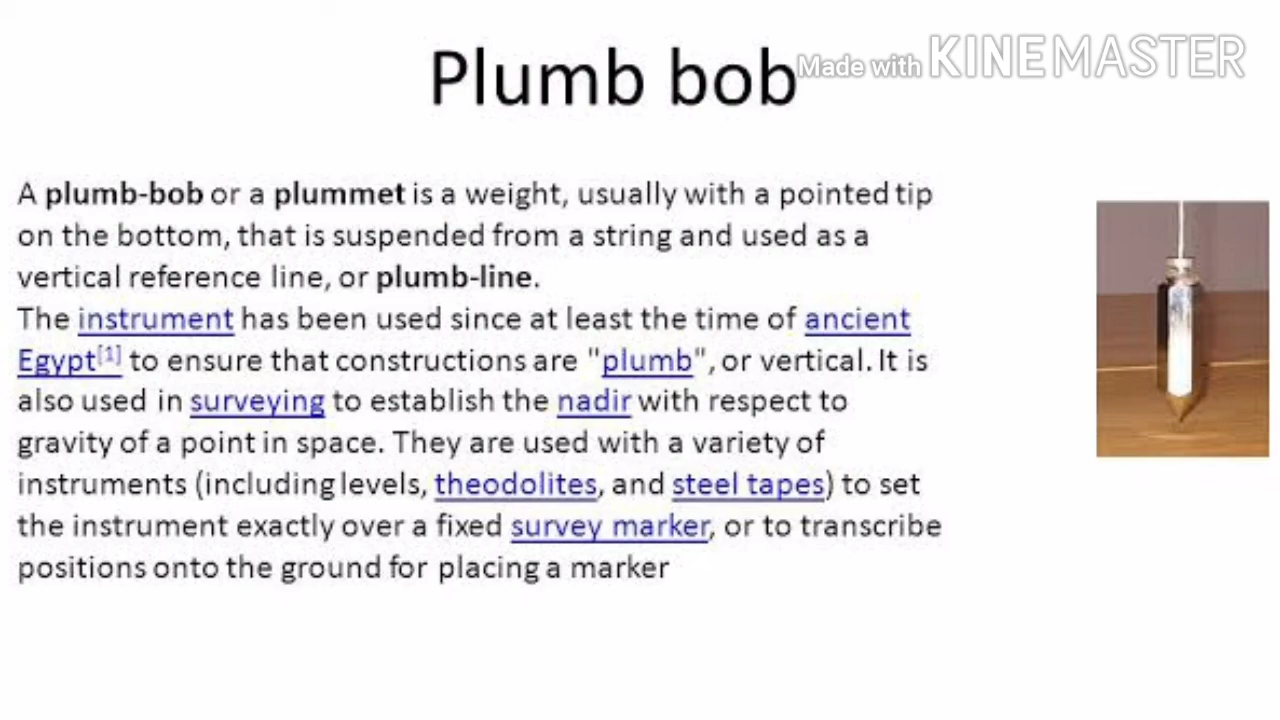 Plumb bob
Made with KINEMASTER
A plumb-bob or a plummet is a weight, usually with a pointed tip
on the bottom, that is suspended from a string and used as a
vertical reference line, or plumb-line.
The instrument has been used since at least the time of ancient
Egypt[1] to ensure that constructions are "plumb", or vertical. It is
also used in surveying to establish the nadir with respect to
gravity of a point in space. They are used with a variety of
instruments (including levels, theodolites, and steel tapes) to set
the instrument exactly over a fixed survey marker, or to transcribe
positions onto the ground for placing a marker